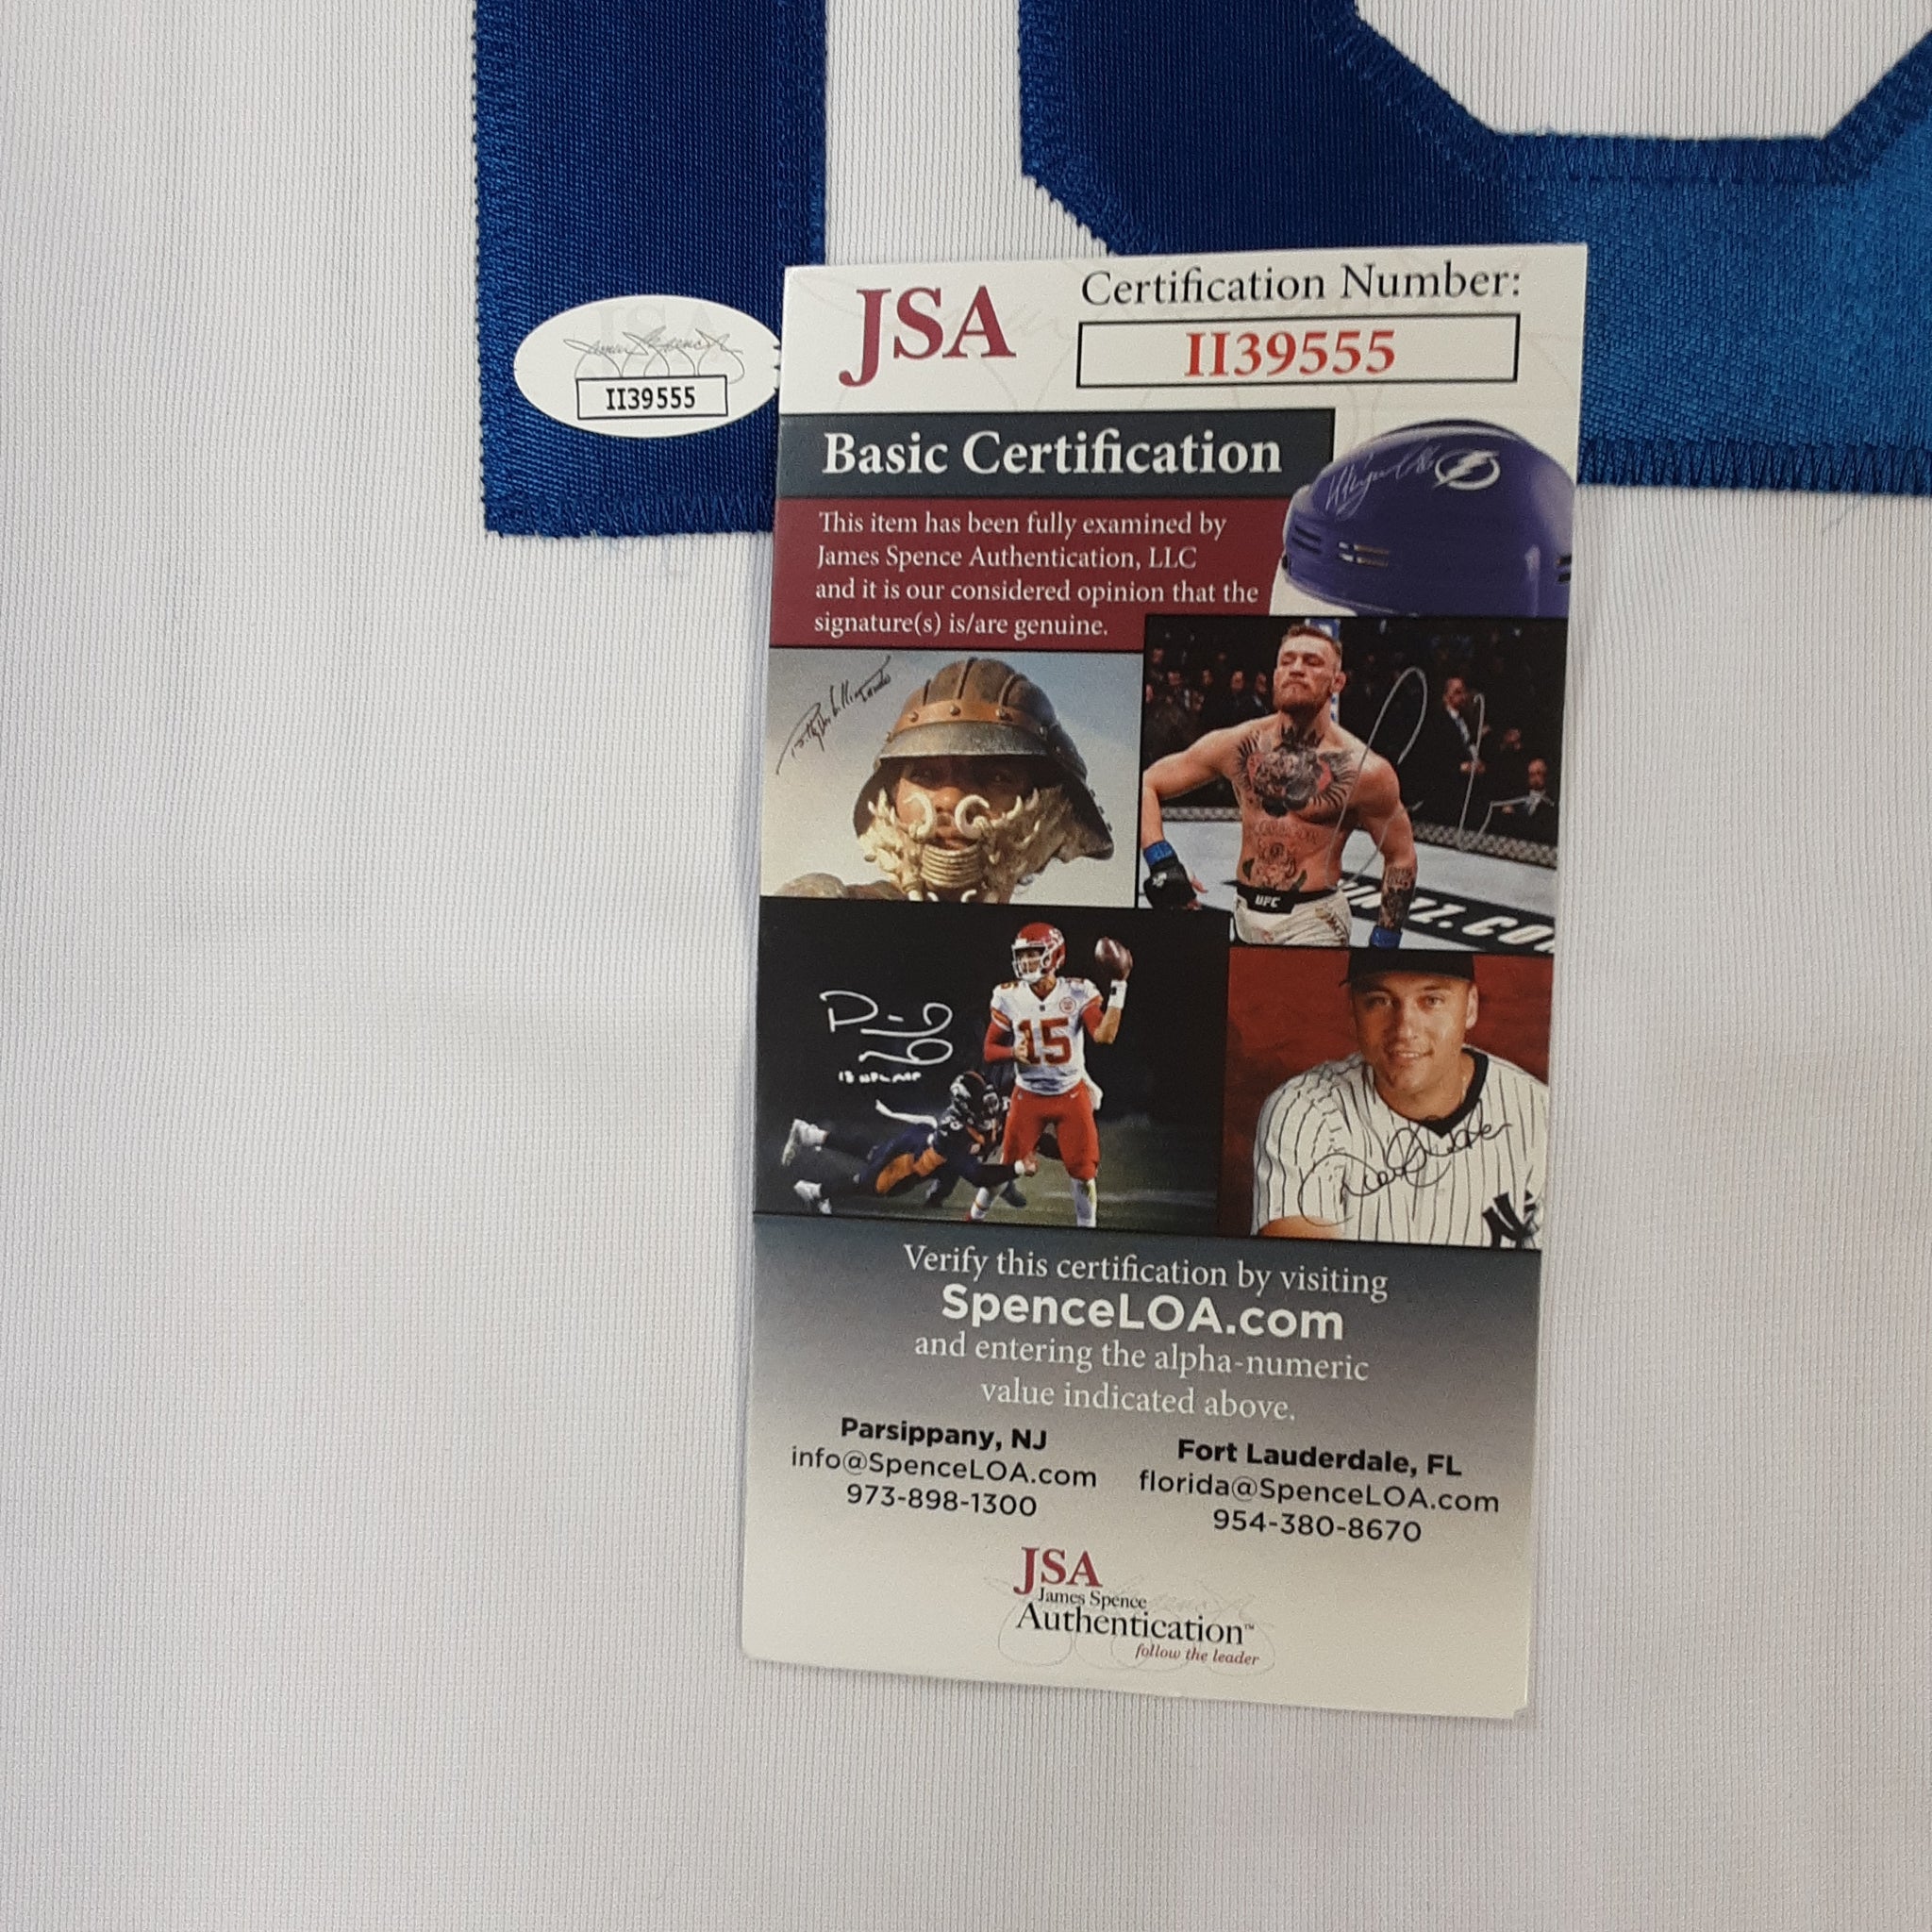 JSA
Certification Number:
II39555
II39555
Basic Certification
This item has been fully examined by
James Spence Authentication, LLC
and it is our considered opinion that the
signature(s) is/are genuine.
UFC
15
Verify this certification by visiting
SpenceLOA.com
and entering the alpha-numeric
value indicated above.
Parsippany, NJ
info@SpenceLOA.com
973-898-1300
Fort Lauderdale, FL
florida@SpenceLOA.com
954-380-8670
JSA
James Spence
Authentication™
follow the leader